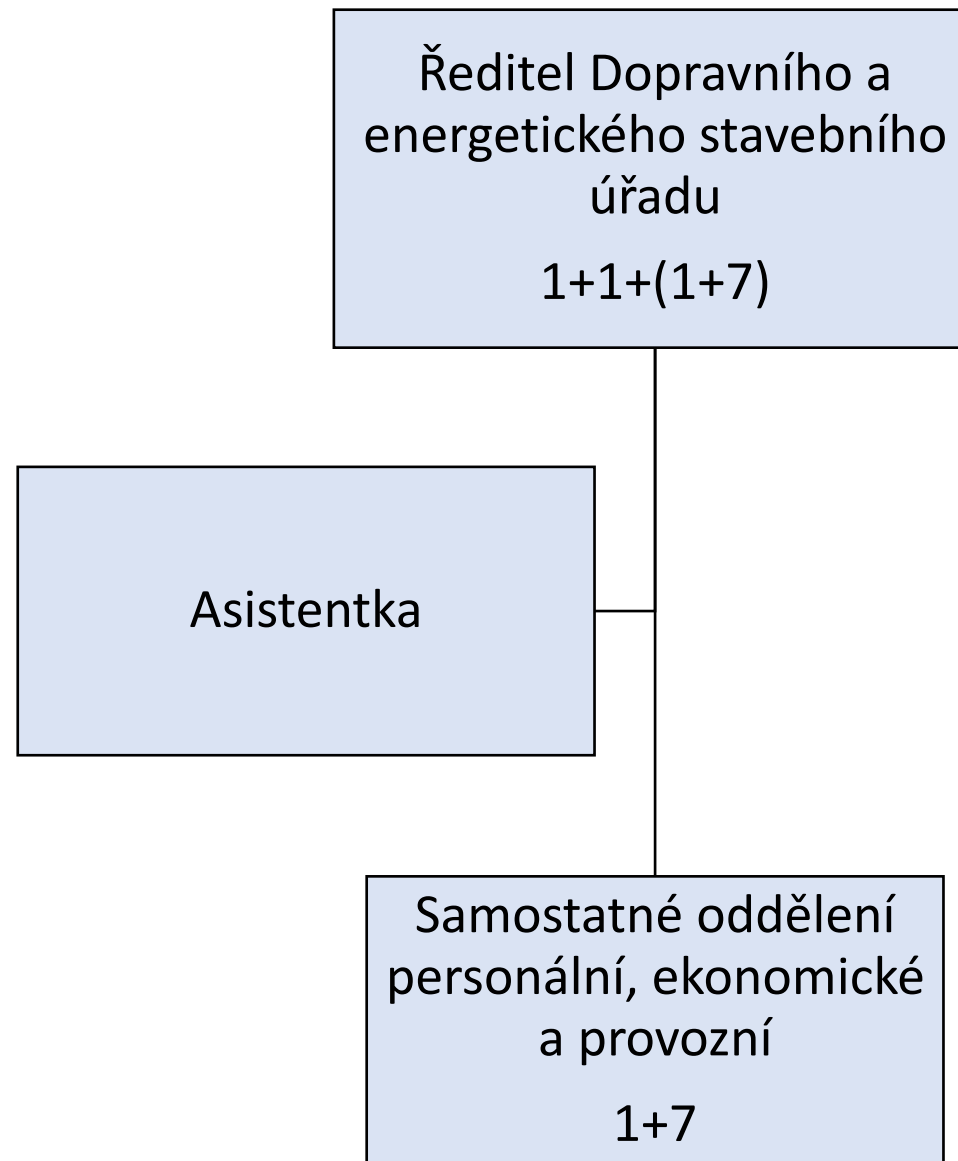 Ředitel Dopravního a
energetického stavebního
úřadu
1+1+(1+7)
Asistentka
Samostatné oddělení
personální, ekonomické
a provozní
1+7